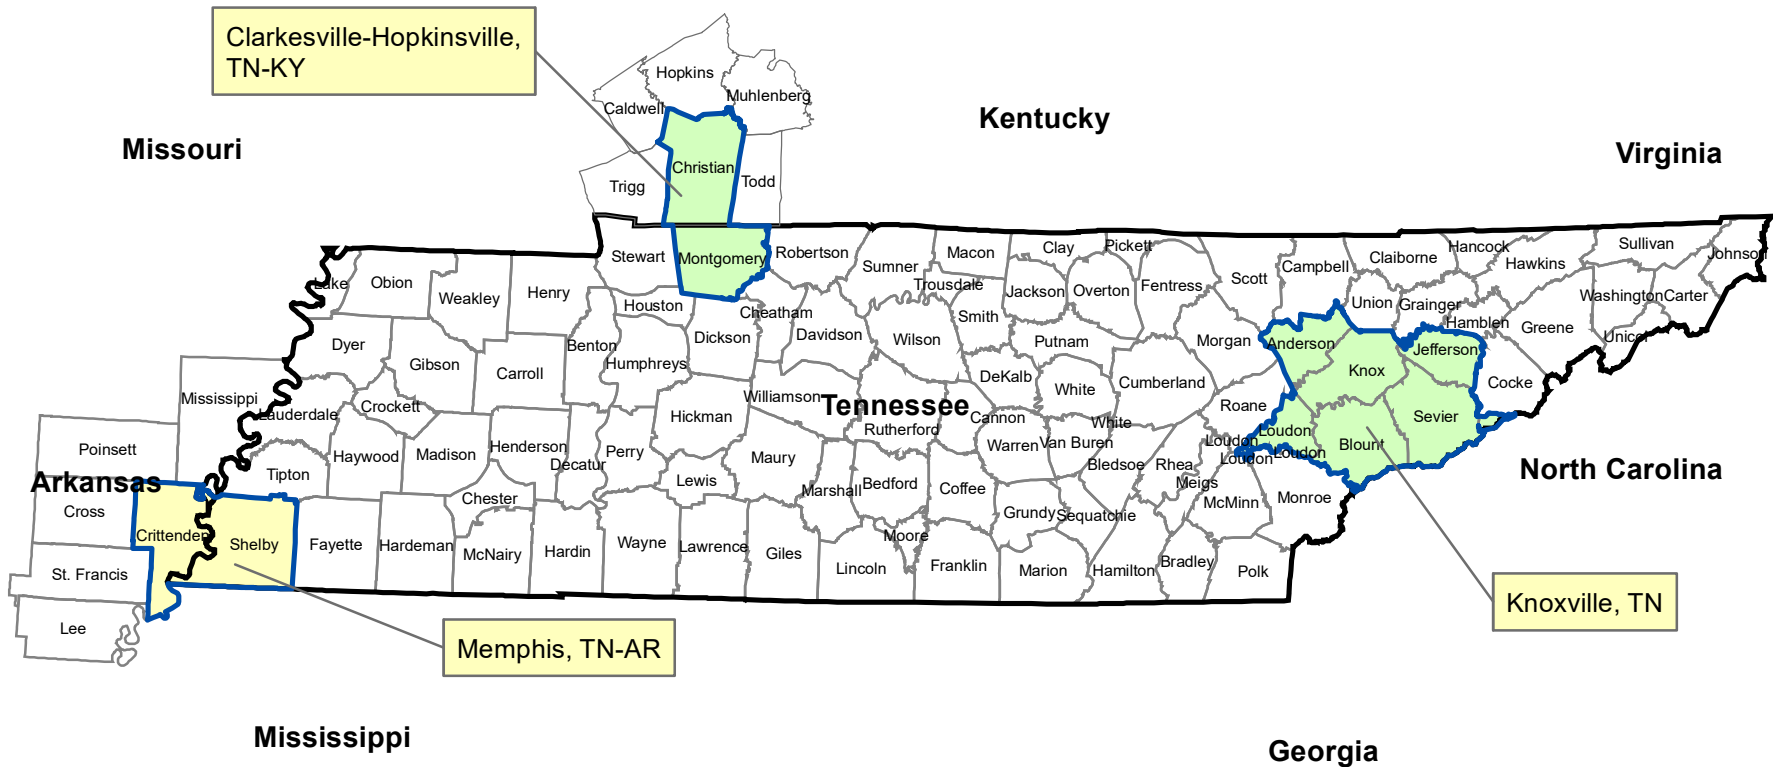 Clarkesville-Hopkinsville,
TN-KY
Hopkins
Muhlenberg
Caldwell
Kentucky
Missouri
Virginia
Christian
Trigg
Todd
Stewart
Montgomery
Robertson
Sumner
Macon
Clay
Pickett
Scott
Campbell
Claiborne
Hancock
Hawkins
Sullivan
Johnson
Lake
Obion
Weakley
Henry
Houston
Cheatham
Trousdale
Jackson
Overton
Fentress
Union
Grainger
Hamblen
Washington
Carter
Greene
Unicoi
Dyer
Gibson
Carroll
Benton
Humphreys
Dickson
Davidson
Wilson
Smith
Putnam
Morgan
Anderson
Knox
Jefferson
Cocke
Mississippi
Lauderdale
Crockett
Hickman
Williamson
Tennessee
Rutherford
DeKalb
White
Cumberland
Cannon
White
Roane
Sevier
Poinsett
Haywood
Madison
Henderson
Decatur
Perry
Lewis
Maury
Warren
Van Buren
Bledsoe
Rhea
Meigs
Loudon
Loudon
Loudon
Loudon
Blount
North Carolina
Arkansas
Tipton
Chester
Marshall
Bedford
Coffee
Grundy
Sequatchie
McMinn
Monroe
Cross
Crittenden
Shelby
Fayette
Hardeman
McNairy
Hardin
Wayne
Lawrence
Giles
Moore
Lincoln
Franklin
Marion
Hamilton
Bradley
Polk
St. Francis
Lee
Knoxville, TN
Memphis, TN-AR
Mississippi
Georgia